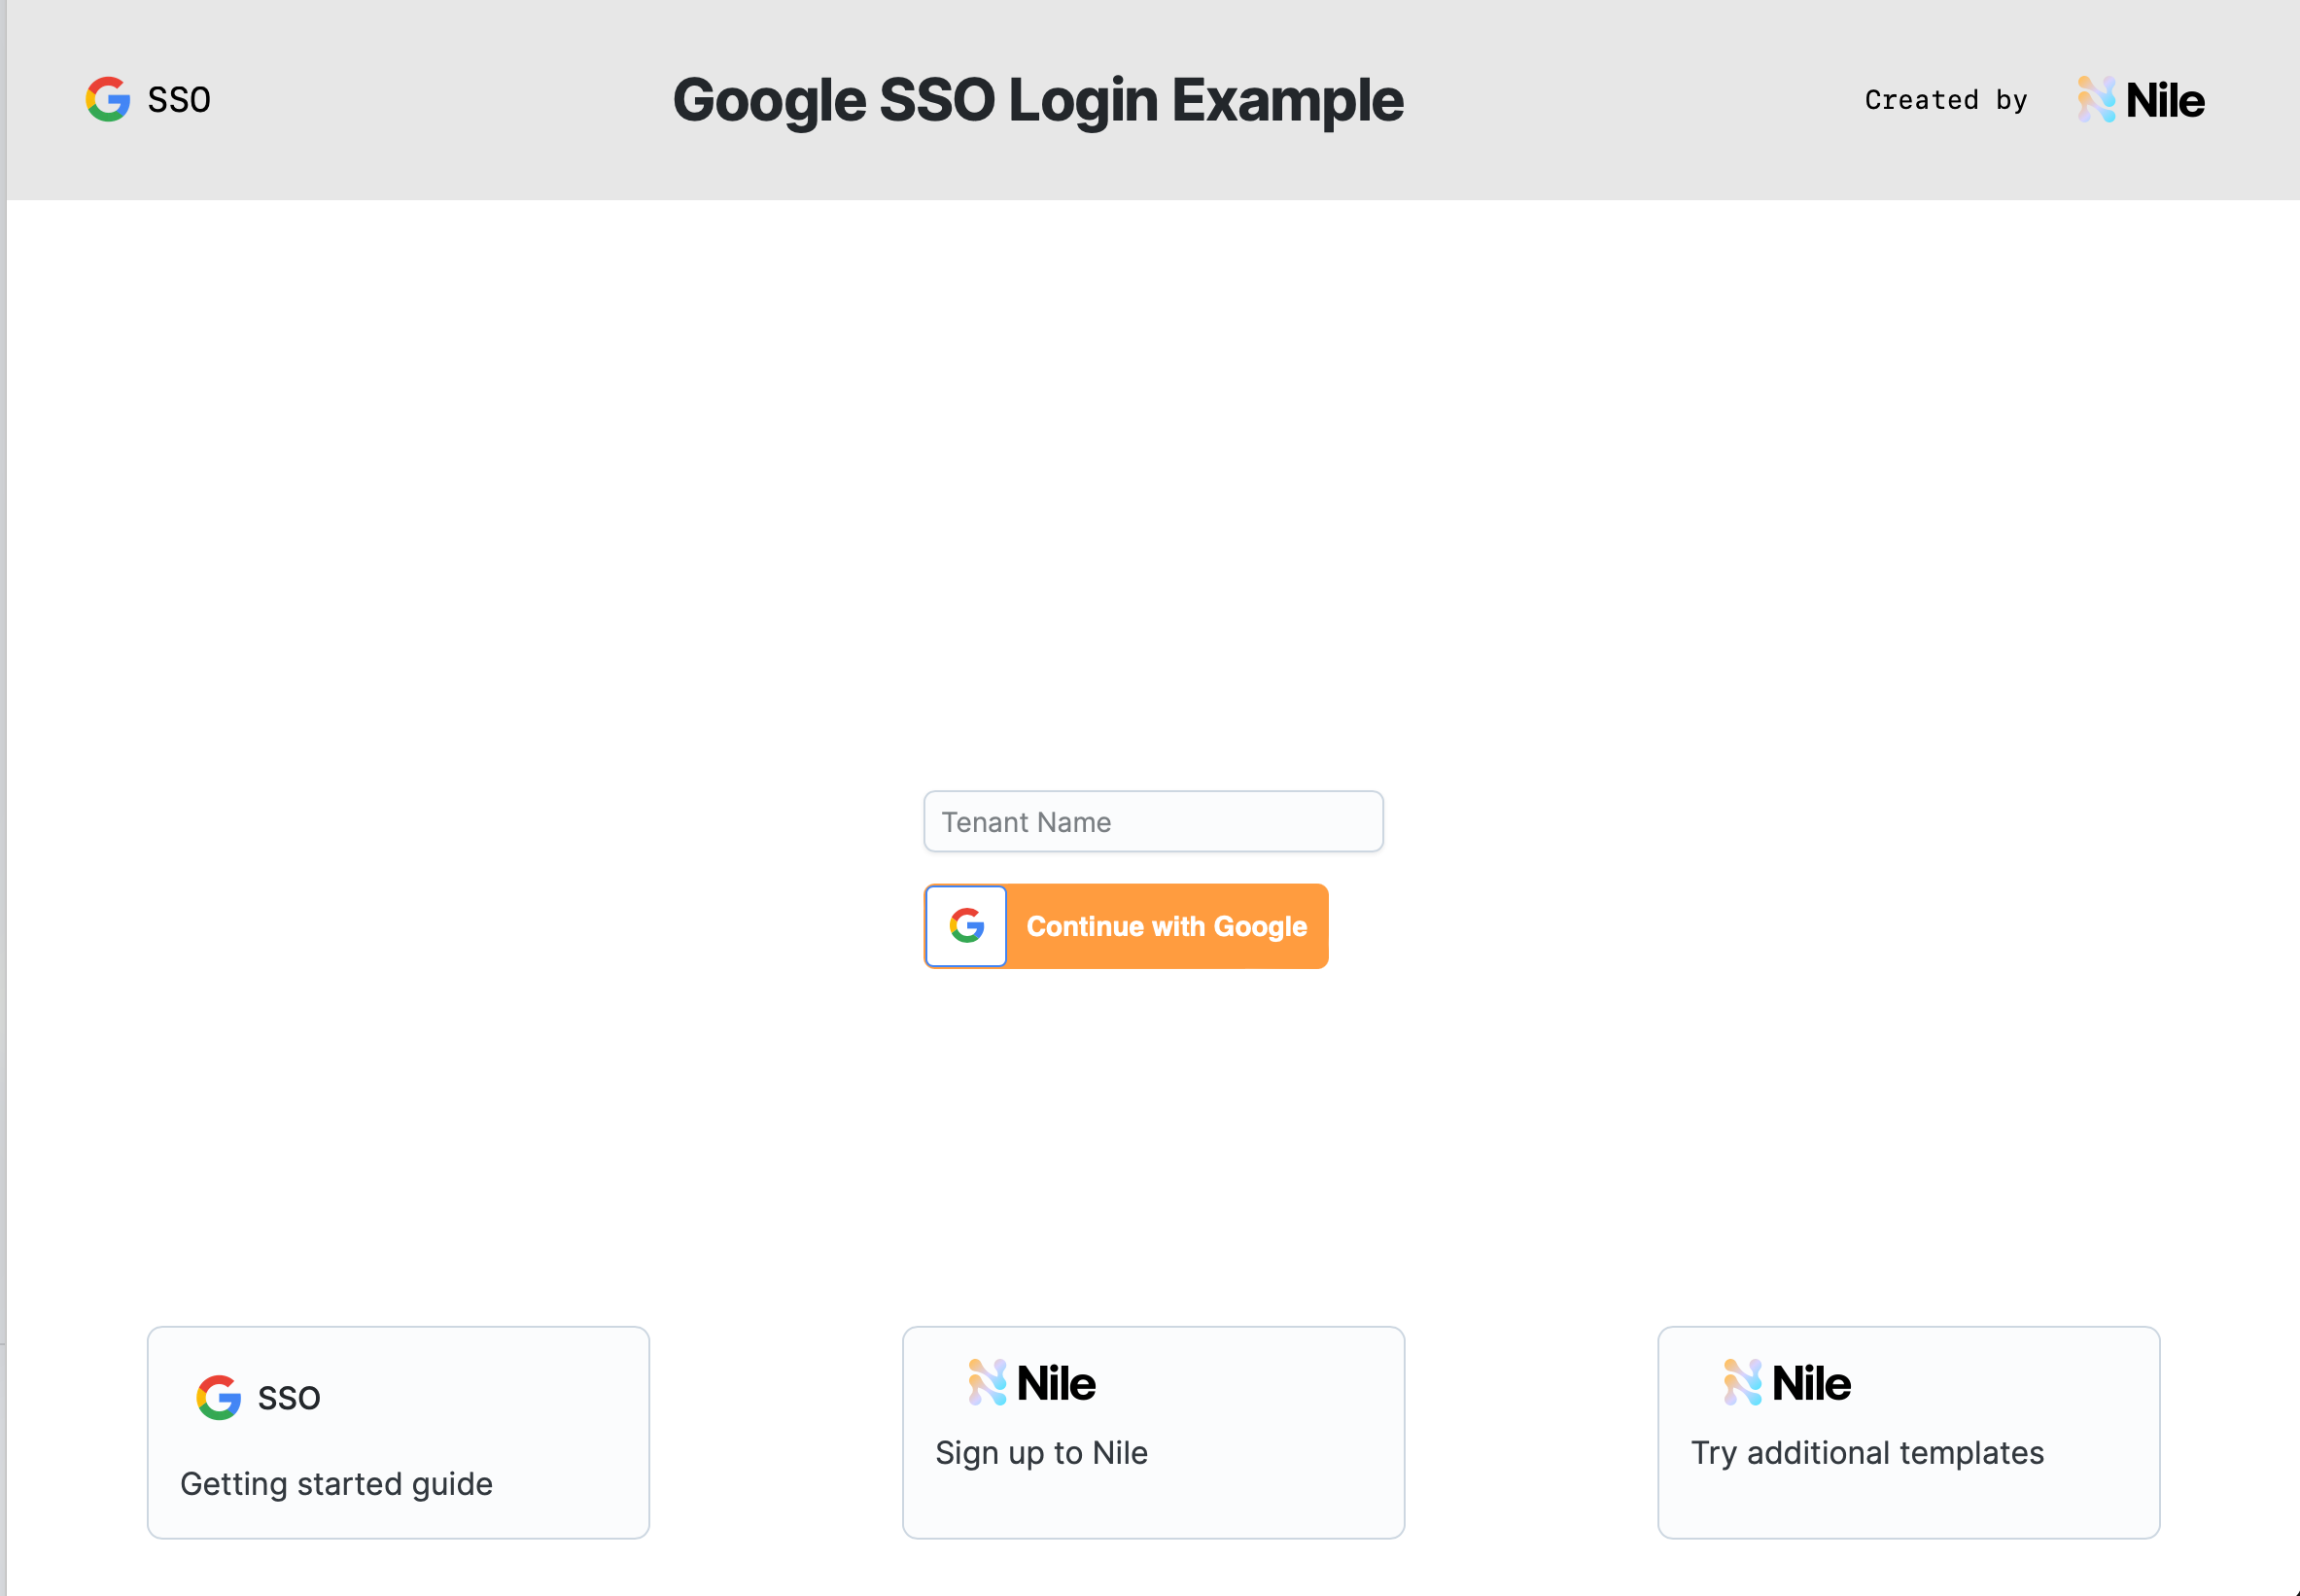 SSO
Google SSO Login Example
Created by
Nile
Tenant Name
Continue with Google
SSO
Getting started guide
Nile
Sign up to Nile
Nile
Try additional templates